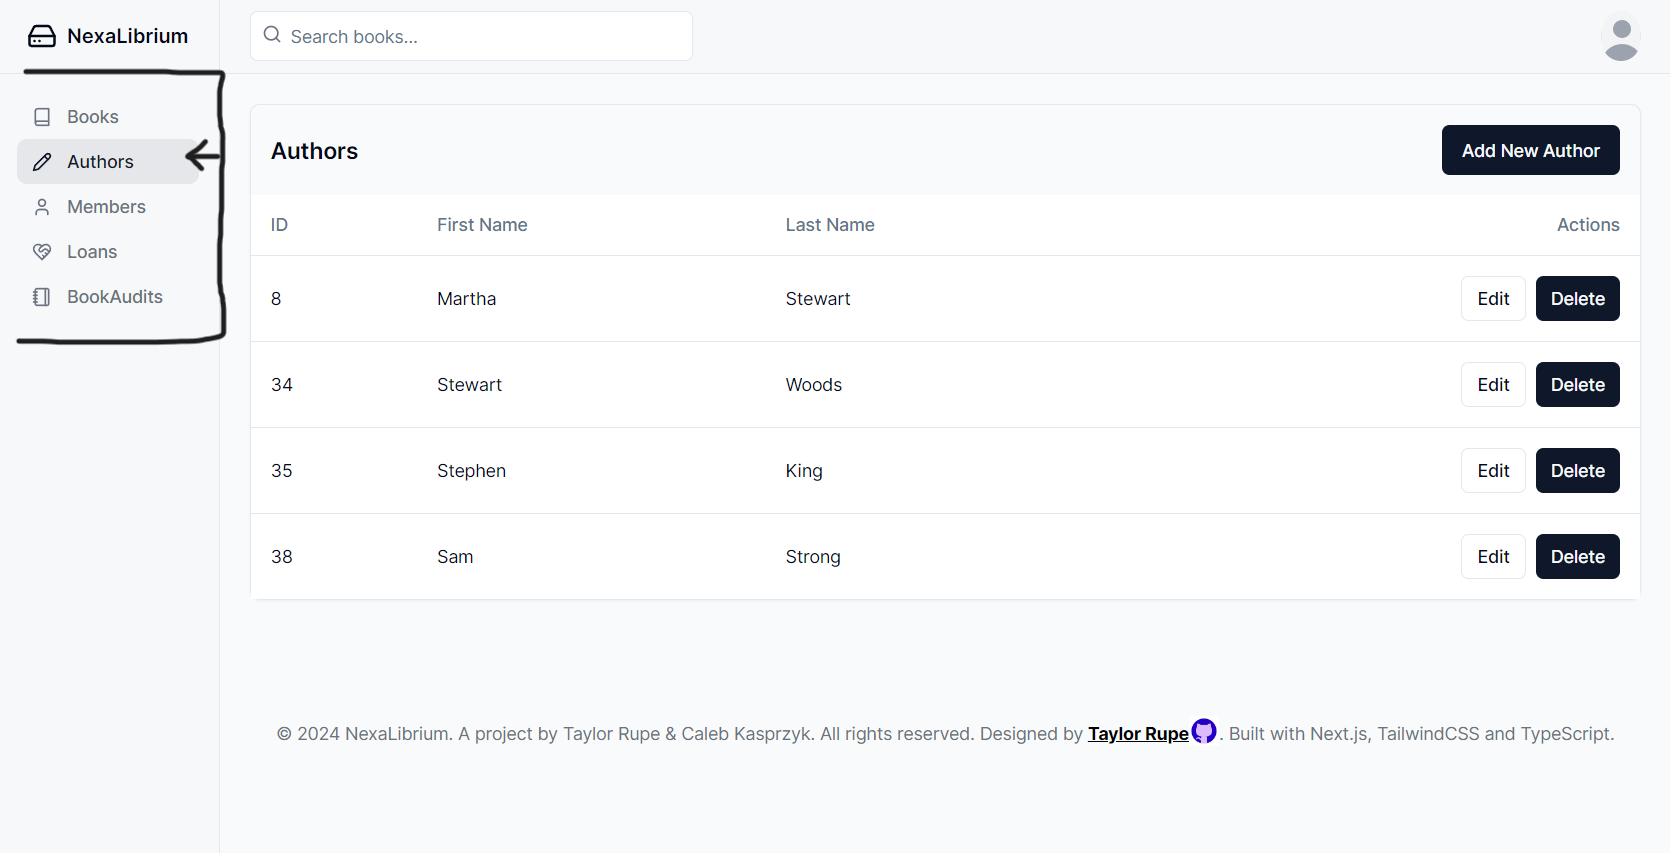 NexaLibrium
Search books...
Books
Authors
Members
Loans
BookAudits
Authors
Add New Author
ID First Name Last Name Actions
8 Martha Stewart Edit Delete
34 Stewart Woods Edit Delete
35 Stephen King Edit Delete
38 Sam Strong Edit Delete
© 2024 NexaLibrium. A project by Taylor Rupe & Caleb Kasprzyk. All rights reserved. Designed by Taylor Rupe. Built with Next.js, TailwindCSS and TypeScript.